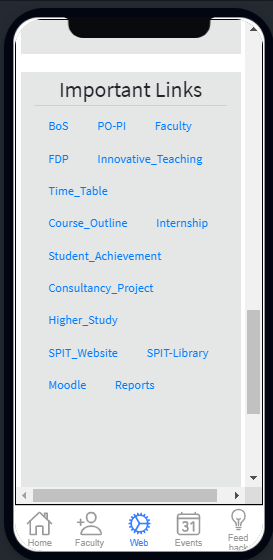 Important Links
BoS PO-PI Faculty
FDP Innovative_Teaching
Time_Table
Course_Outline Internship
Student_Achievement
Consultancy_Project
Higher_Study
SPIT_Website SPIT-Library
Moodle Reports
31
Home Faculty Web Events Feed
back